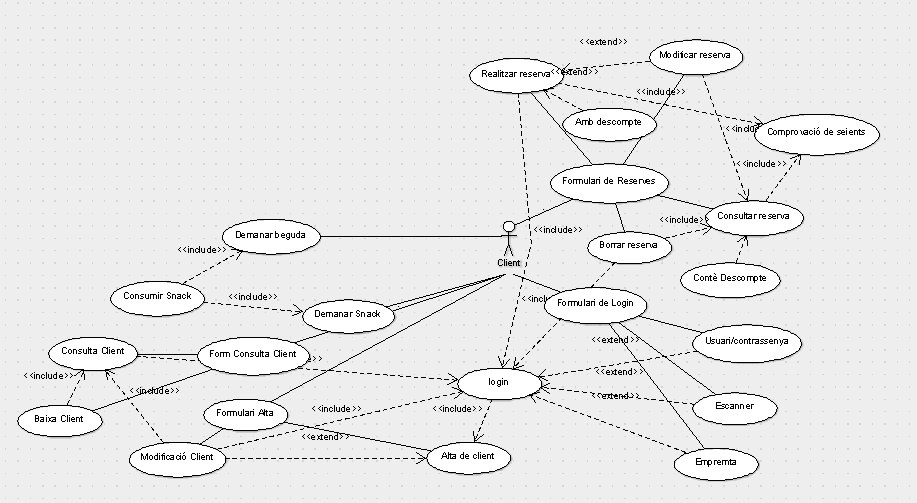 <<extend>>
Modificar reserva
Realitzar reserva
<<extend>>
<<include>>
Amb descompte
<<include>>
Comprovació de seients
<<include>>
Formulari de Reserves
Consultar reserva
<<include>>
<<include>>
Demanar beguda
Borrar reserva
<<include>>
Client
Contè Descompte
Consumir Snack
<<include>>
Formulari de Login
Demanar Snack
<<extend>>
Usuari/contrassenya
Consulta Client
Form Consulta Client
<<include>>
<<extend>>
login
<<include>>
<<extend>>
Escanner
<<include>>
<<include>>
Baixa Client
Formulari Alta
<<extend>>
Modificació Client
Alta de client
Empremta